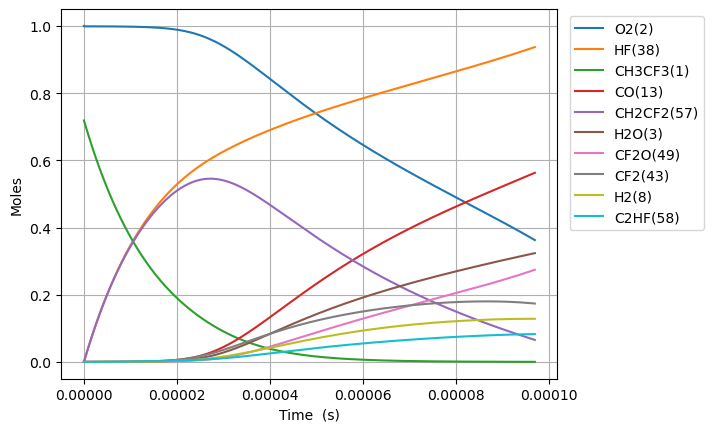 1.0
0.8
0.6
0.4
0.2
0.0
Moles
0.00000
0.00002
0.00004
0.00006
0.00008
0.00010
Time (s)
O2(2)
HF(38)
CH3CF3(1)
CO(13)
CH2CF2(57)
H2O(3)
CF2O(49)
CF2(43)
H2(8)
C2HF(58)